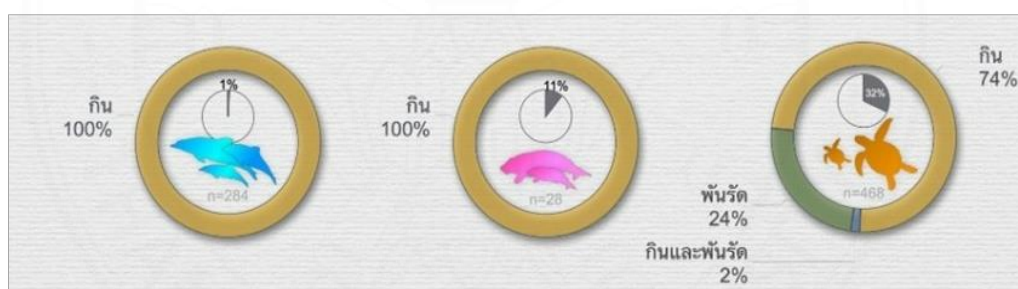 กิน
100%
1%
n=284
กิน
100%
11%
n=28
กิน
74%
32%
n=468
พันรัด
24%
กินและพันรัด
2%